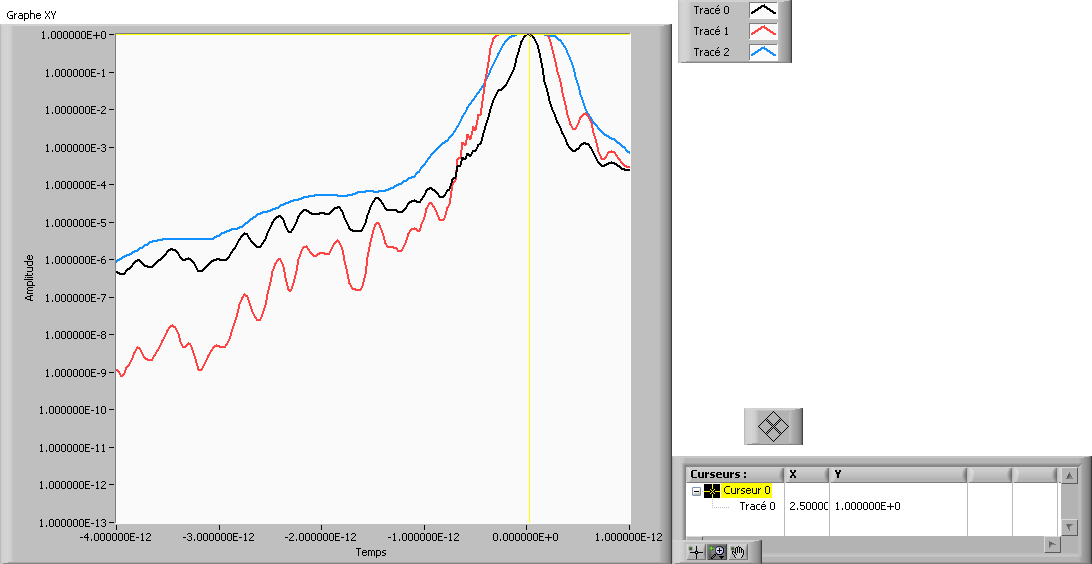 Graphe XY
Tracé 0
Tracé 1
Tracé 2
Amplitude
1.000000E+0
1.000000E-1
1.000000E-2
1.000000E-3
1.000000E-4
1.000000E-5
1.000000E-6
1.000000E-7
1.000000E-8
1.000000E-9
1.000000E-10
1.000000E-11
1.000000E-12
1.000000E-13
-4.000000E-12 -3.000000E-12 -2.000000E-12 -1.000000E-12 0.000000E+0 1.000000E-12
Temps
Curseurs : X Y
Curseur 0
Tracé 0 2.50000 1.000000E+0